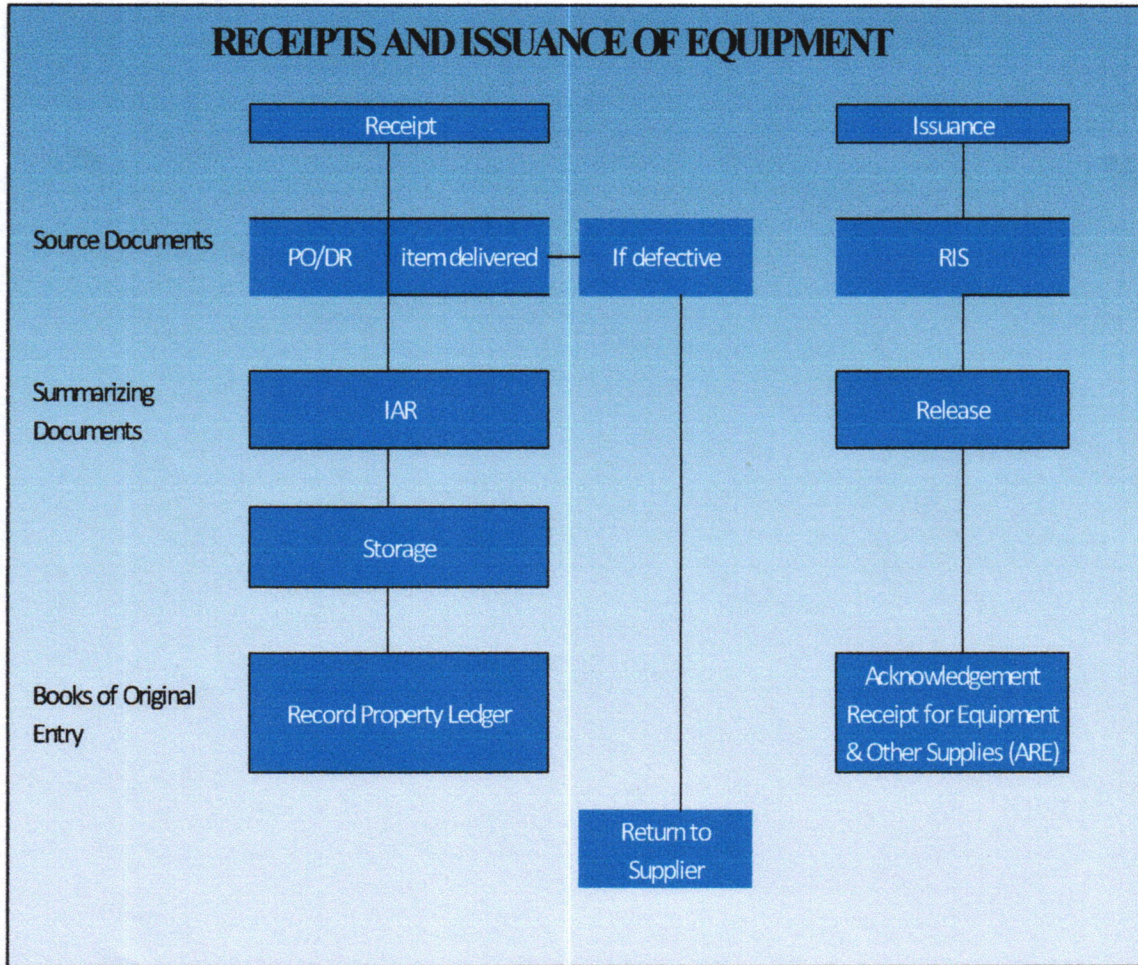 RECEIPTS AND ISSUANCE OF EQUIPMENT
Receipt
Issuance
Source Documents
PO/DR
item delivered
If defective
RIS
Summarizing
Documents
IAR
Release
Storage
Books of Original
Entry
Record Property Ledger
Acknowledgement
Receipt for Equipment
& Other Supplies (ARE)
Return to
Supplier